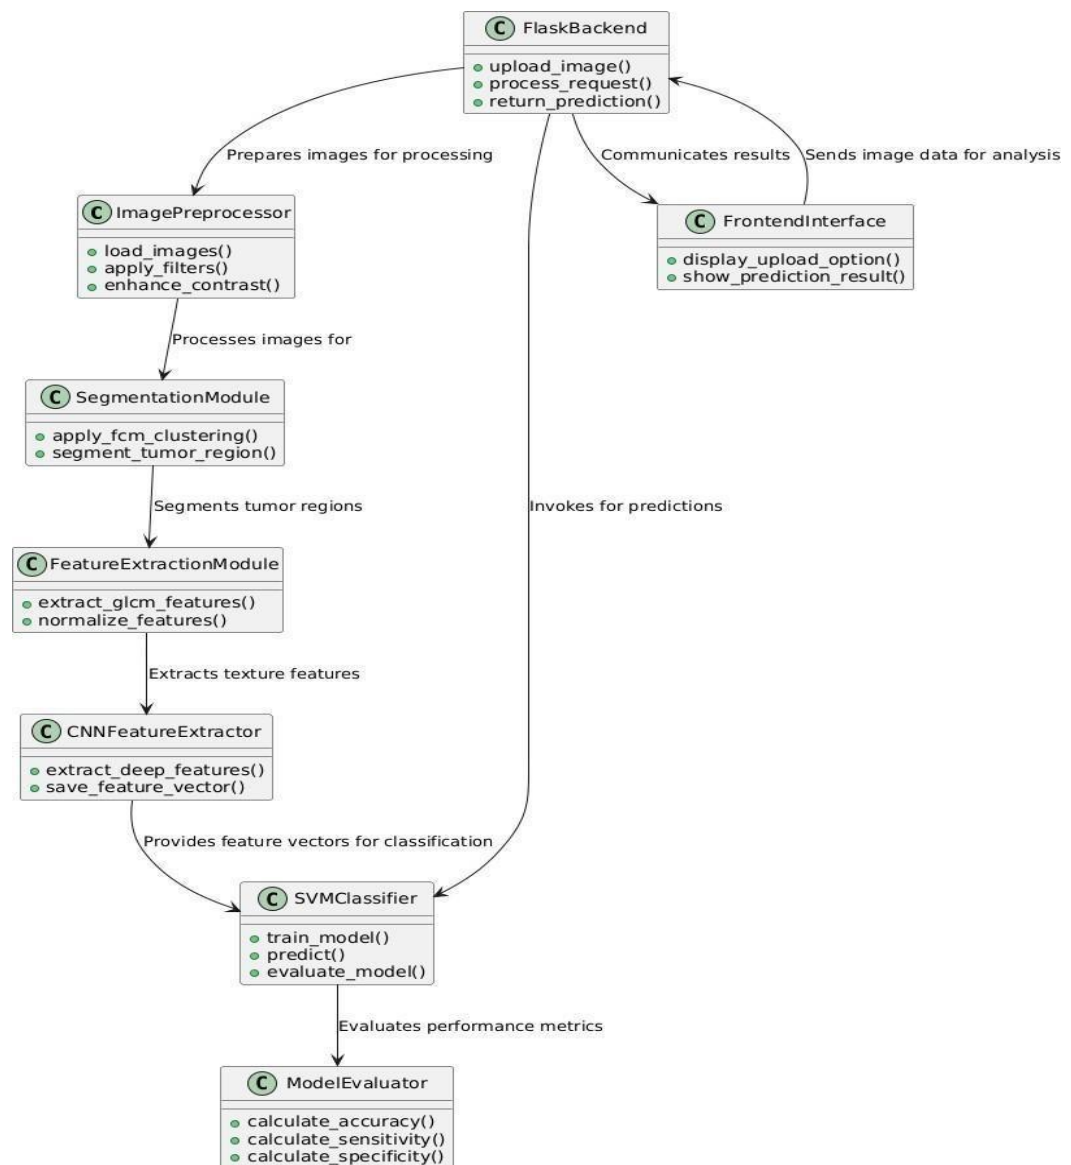 C FlaskBackend
upload_image()
process_request()
return_prediction()
Prepares images for processing
Communicates results
Sends image data for analysis
C ImagePreprocessor
load_images()
apply_filters()
enhance_contrast()
C FrontendInterface
display_upload_option()
show_prediction_result()
Processes images for
C SegmentationModule
apply_fcm_clustering()
segment_tumor_region()
Segments tumor regions
Invokes for predictions
C FeatureExtractionModule
extract_glcm_features()
normalize_features()
Extracts texture features
C CNNFeatureExtractor
extract_deep_features()
save_feature_vector()
Provides feature vectors for classification
C SVMClassifier
train_model()
predict()
evaluate_model()
Evaluates performance metrics
C ModelEvaluator
calculate_accuracy()
calculate_sensitivity()
calculate_specificity()